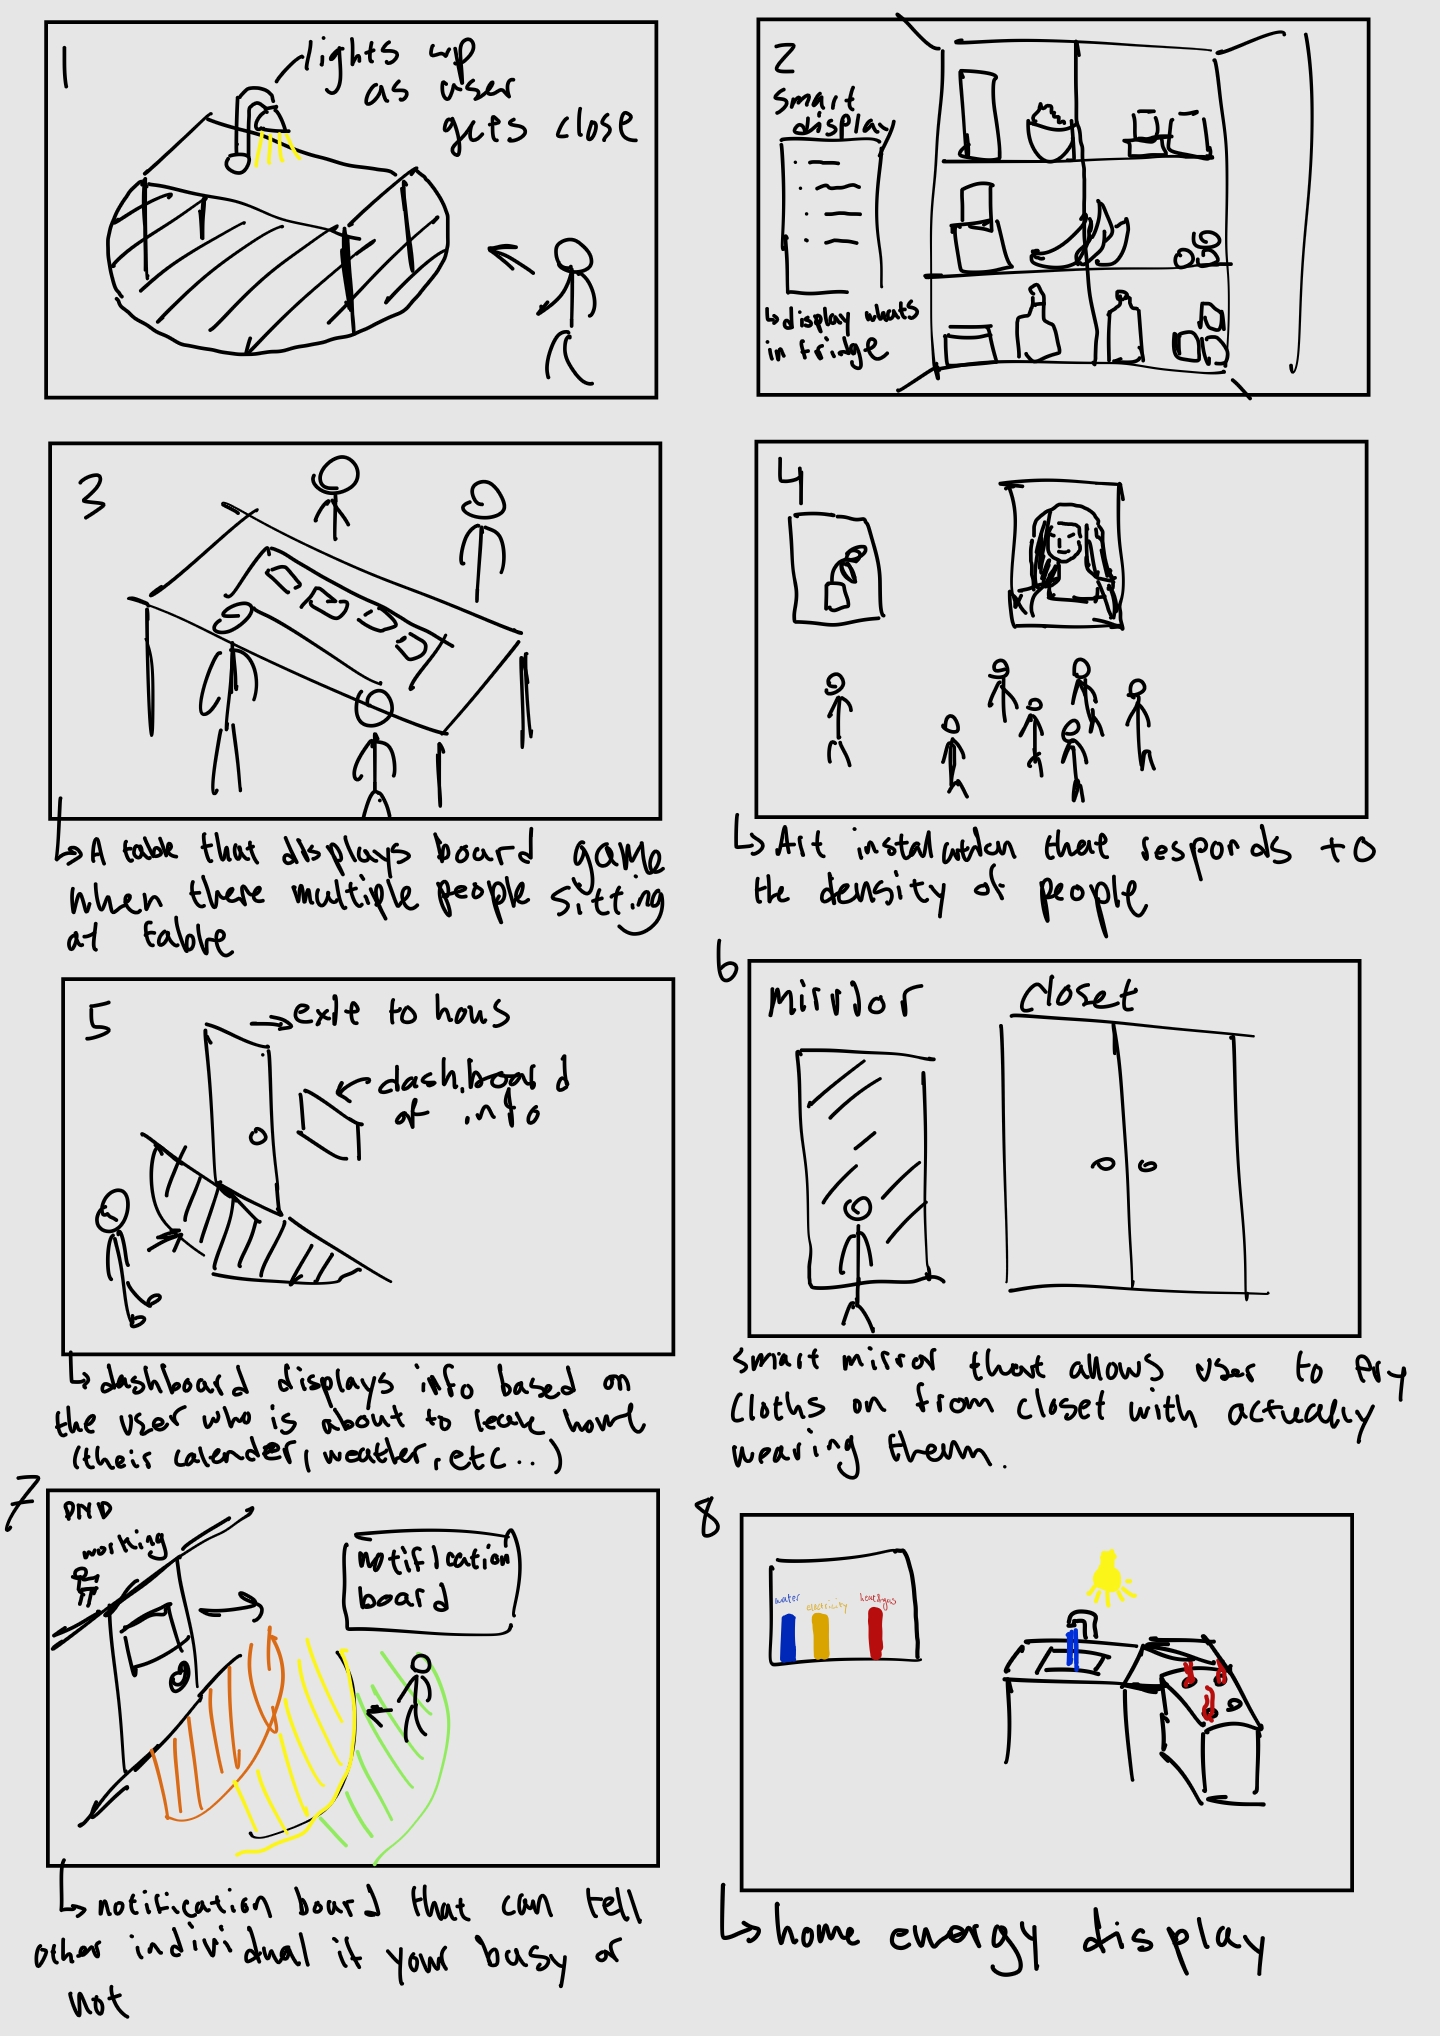 1
lights up
as user
gets close
2
smart
display
↳ display whats
in fridge
3
↳ A table that displays board game
when there multiple people sitting
at table
4
↳ Art installation that responds to
the density of people
5
→ exit to hous
dashboard
of info
↳ dashboard displays info based on
the user who is about to leave home
(their calender, weather, etc..)
6
mirror closet
smart mirror that allows user to try
cloths on from closet with actually
wearing them.
7
DND
working
notification
board
↳ notification board that can tell
other individual if your busy or
not
8
water electricity heat/gas
↳ home energy display